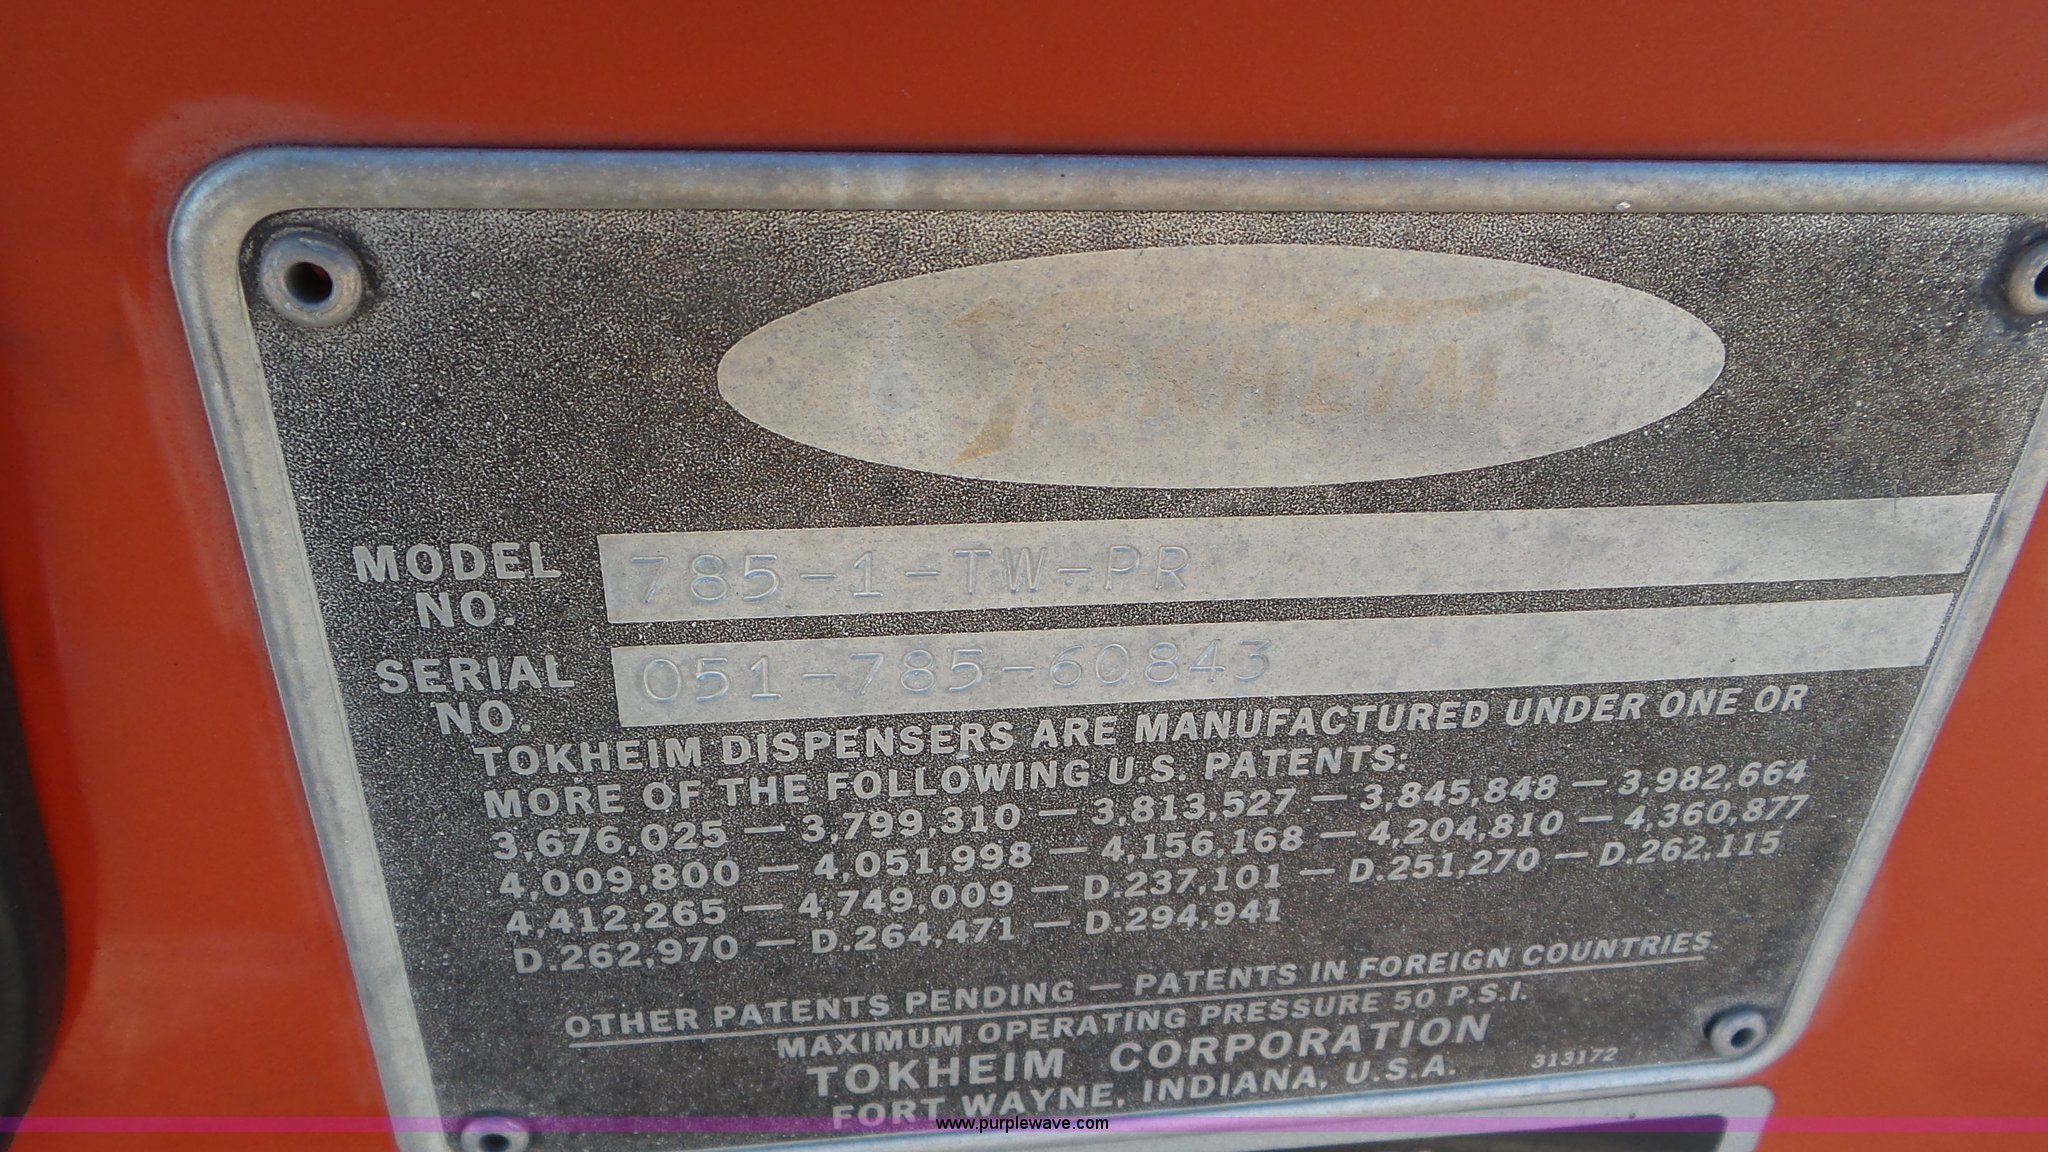 TOKHEIM
MODEL NO. 785-1-TW-PR
SERIAL NO. 051-785-60843
TOKHEIM DISPENSERS ARE MANUFACTURED UNDER ONE OR
MORE OF THE FOLLOWING U.S. PATENTS:
3,676,025 — 3,799,310 — 3,813,527 — 3,845,848 — 3,982,664
4,009,800 — 4,051,998 — 4,156,168 — 4,204,810 — 4,360,877
4,412,265 — 4,749,009 — D.237,101 — D.251,270 — D.262,115
D.262,970 — D.264,471 — D.294,941
OTHER PATENTS PENDING — PATENTS IN FOREIGN COUNTRIES.
MAXIMUM OPERATING PRESSURE 50 P.S.I.
TOKHEIM CORPORATION
FORT WAYNE, INDIANA, U.S.A.
313172
www.purplewave.com